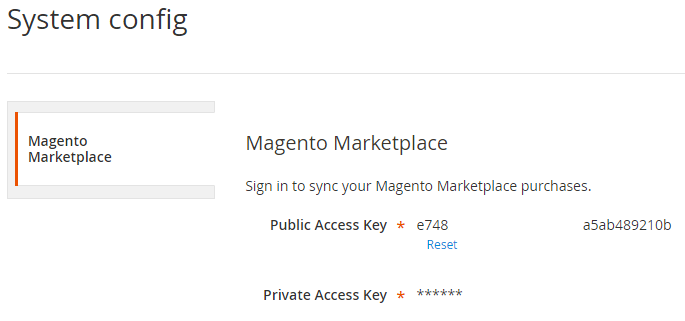 System config
Magento
Marketplace
Magento Marketplace
Sign in to sync your Magento Marketplace purchases.
Public Access Key * e748 a5ab489210b
Reset
Private Access Key * ******